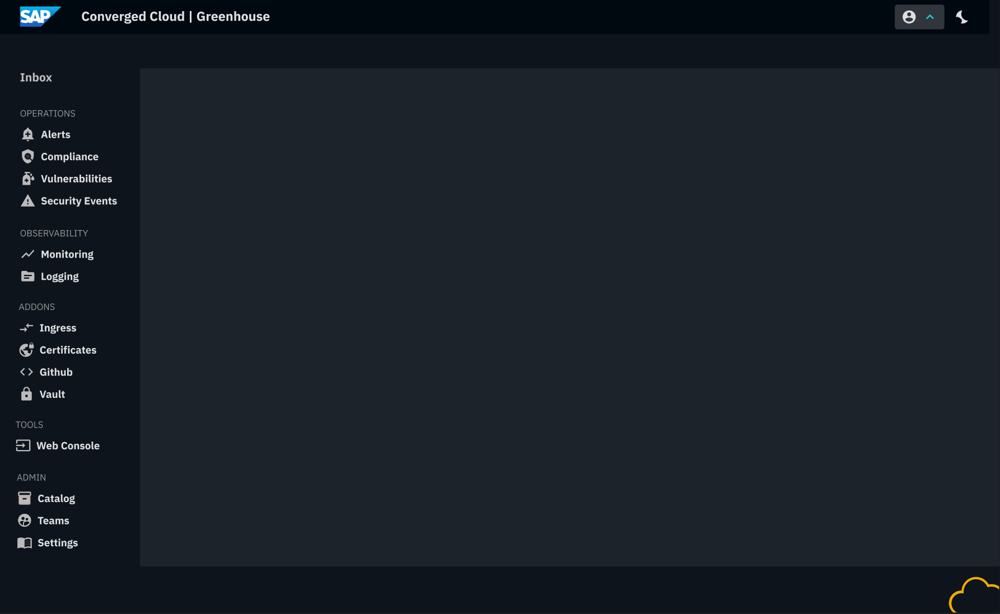 SAP
Converged Cloud | Greenhouse
Inbox
OPERATIONS
Alerts
Compliance
Vulnerabilities
Security Events
OBSERVABILITY
Monitoring
Logging
ADDONS
Ingress
Certificates
Github
Vault
TOOLS
Web Console
ADMIN
Catalog
Teams
Settings